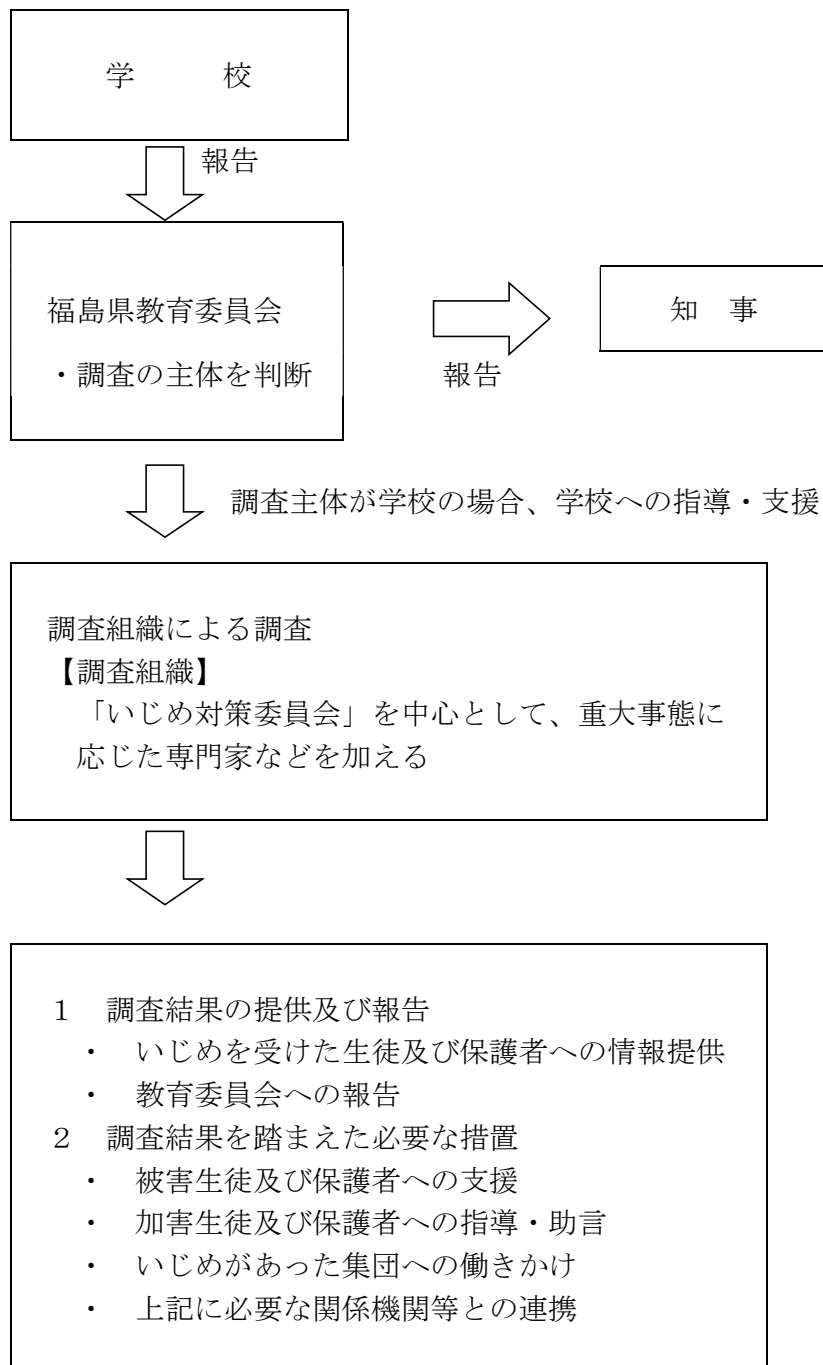 学　　校
報告
福島県教育委員会
・調査の主体を判断
報告
知　事
調査主体が学校の場合、学校への指導・支援
調査組織による調査
【調査組織】
「いじめ対策委員会」を中心として、重大事態に
応じた専門家などを加える
１　調査結果の提供及び報告
・　いじめを受けた生徒及び保護者への情報提供
・　教育委員会への報告
２　調査結果を踏まえた必要な措置
・　被害生徒及び保護者への支援
・　加害生徒及び保護者への指導・助言
・　いじめがあった集団への働きかけ
・　上記に必要な関係機関等との連携